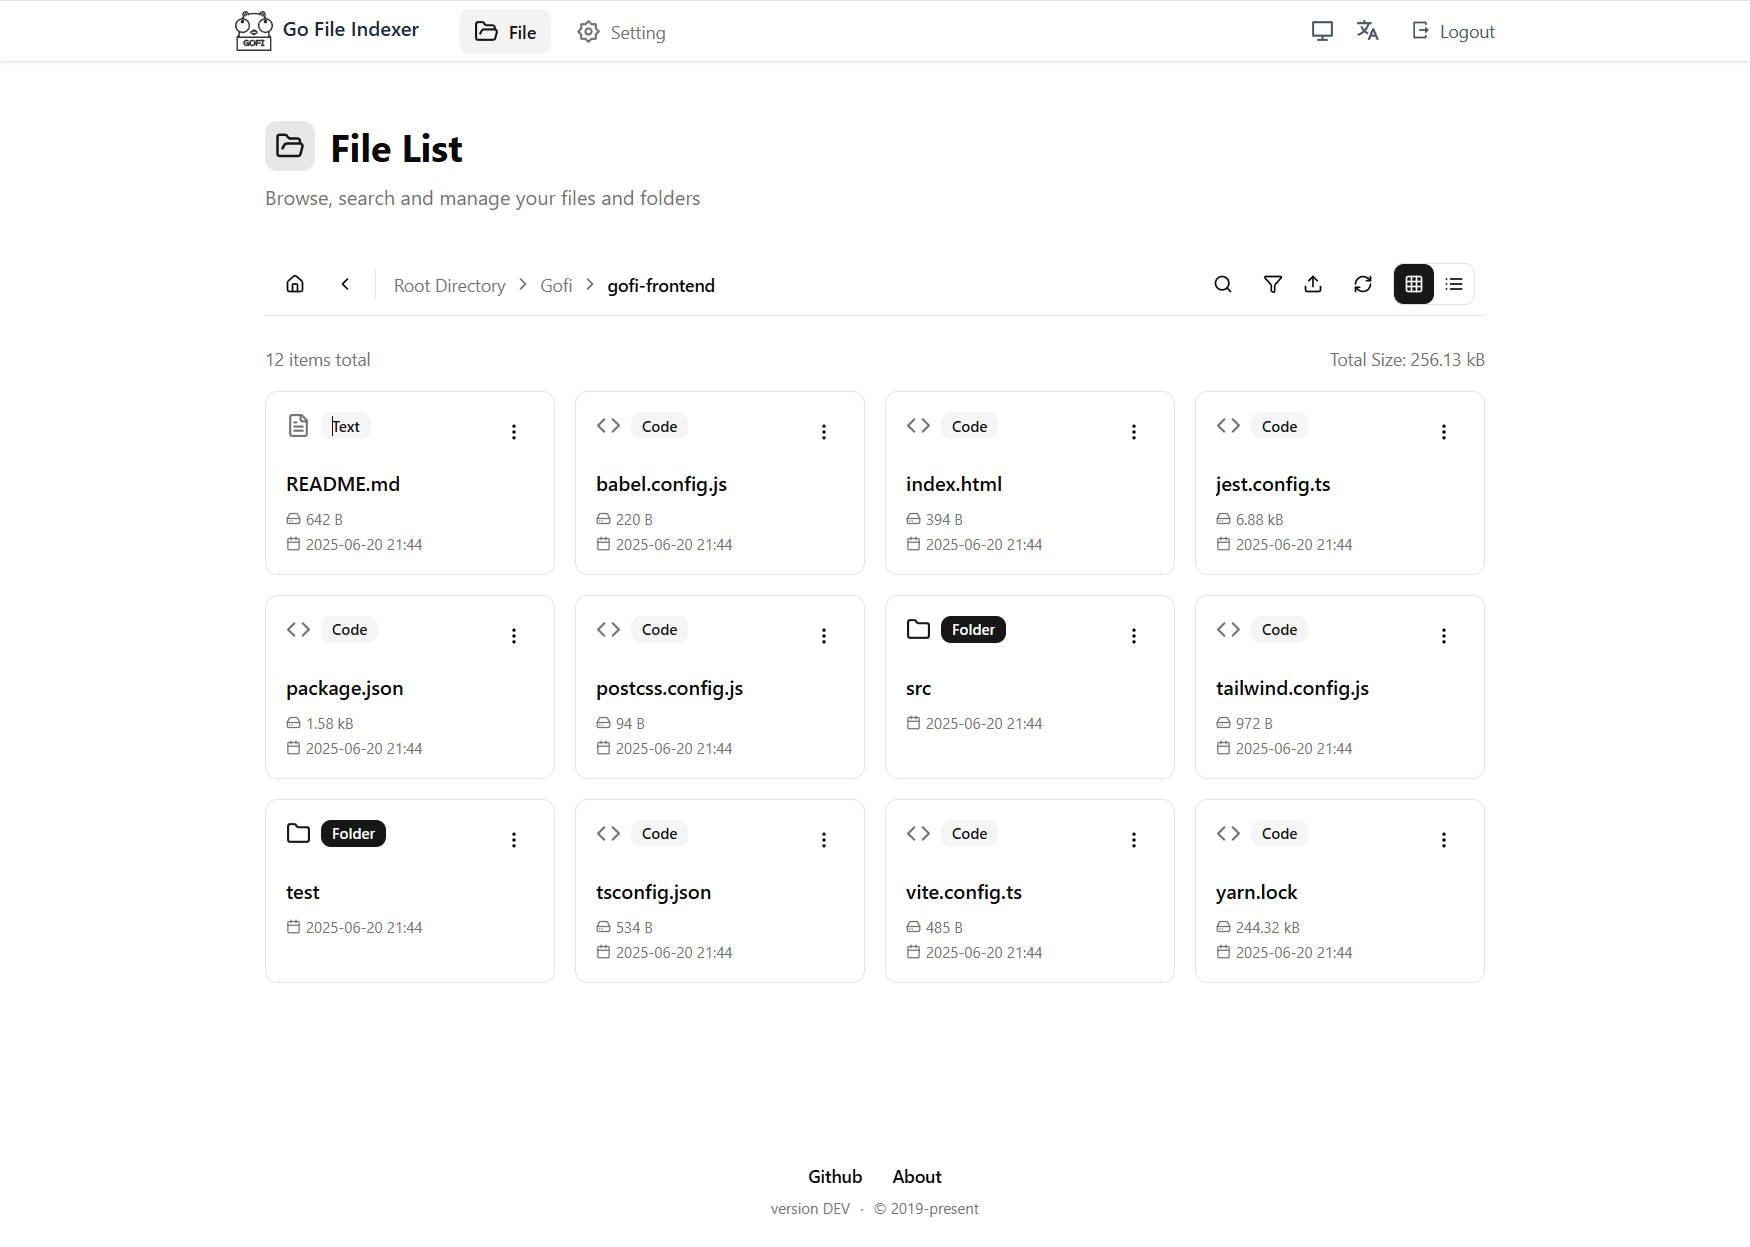 GOFI
Go File Indexer
File
Setting
Logout
File List
Browse, search and manage your files and folders
Root Directory > Gofi > gofi-frontend
12 items total
Total Size: 256.13 kB
Text
README.md
642 B
2025-06-20 21:44
Code
babel.config.js
220 B
2025-06-20 21:44
Code
index.html
394 B
2025-06-20 21:44
Code
jest.config.ts
6.88 kB
2025-06-20 21:44
Code
package.json
1.58 kB
2025-06-20 21:44
Code
postcss.config.js
94 B
2025-06-20 21:44
Folder
src
2025-06-20 21:44
Code
tailwind.config.js
972 B
2025-06-20 21:44
Folder
test
2025-06-20 21:44
Code
tsconfig.json
534 B
2025-06-20 21:44
Code
vite.config.ts
485 B
2025-06-20 21:44
Code
yarn.lock
244.32 kB
2025-06-20 21:44
Github About
version DEV · © 2019-present